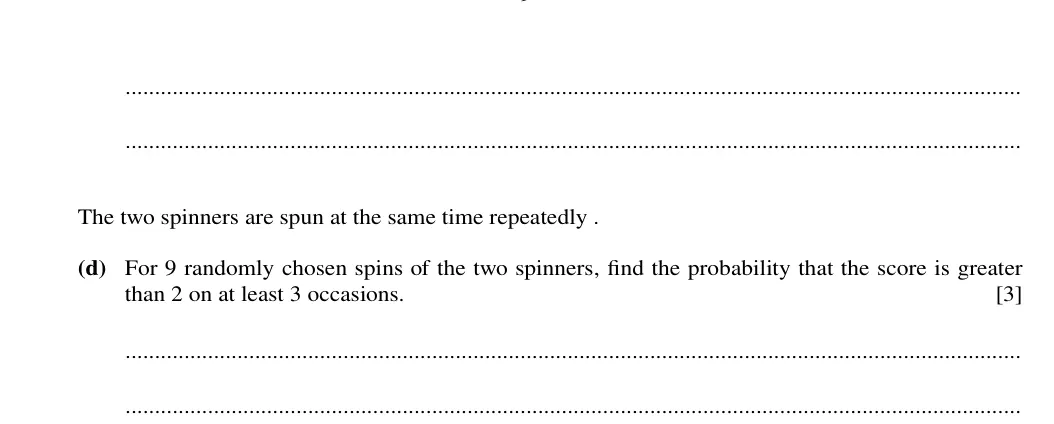 The two spinners are spun at the same time repeatedly .
(d) For 9 randomly chosen spins of the two spinners, find the probability that the score is greater
than 2 on at least 3 occasions. [3]